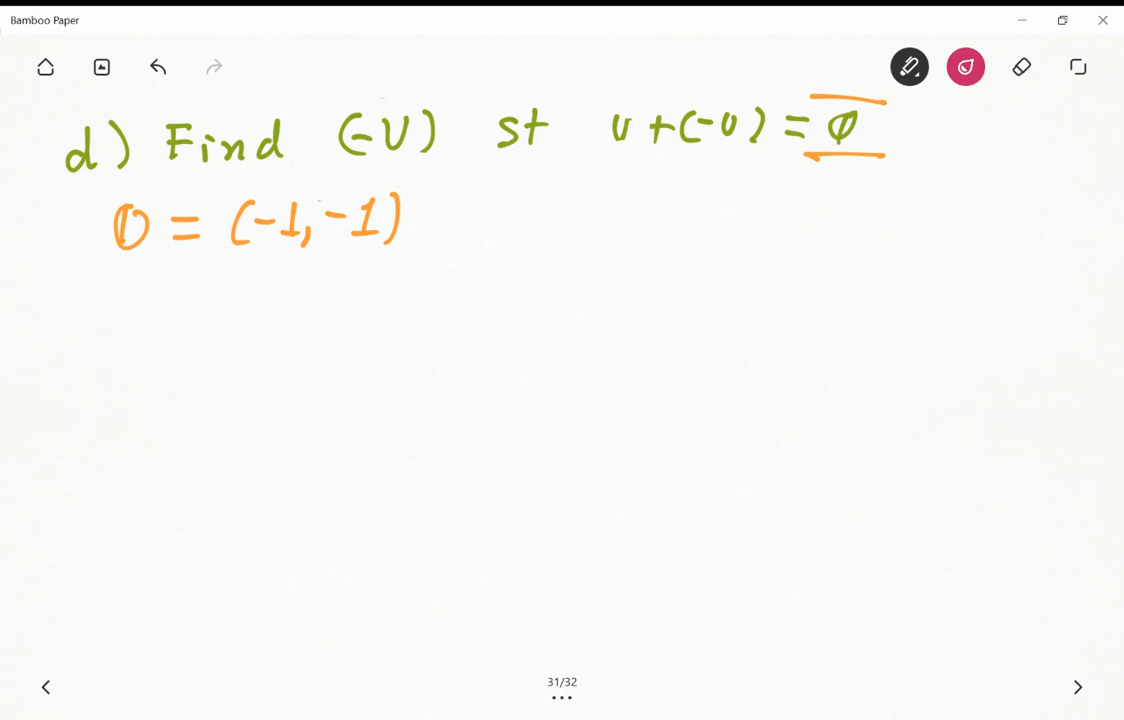 Bamboo Paper
d) Find (-U) st u+(-u) = 0
0 = (-1, -1)
31/32